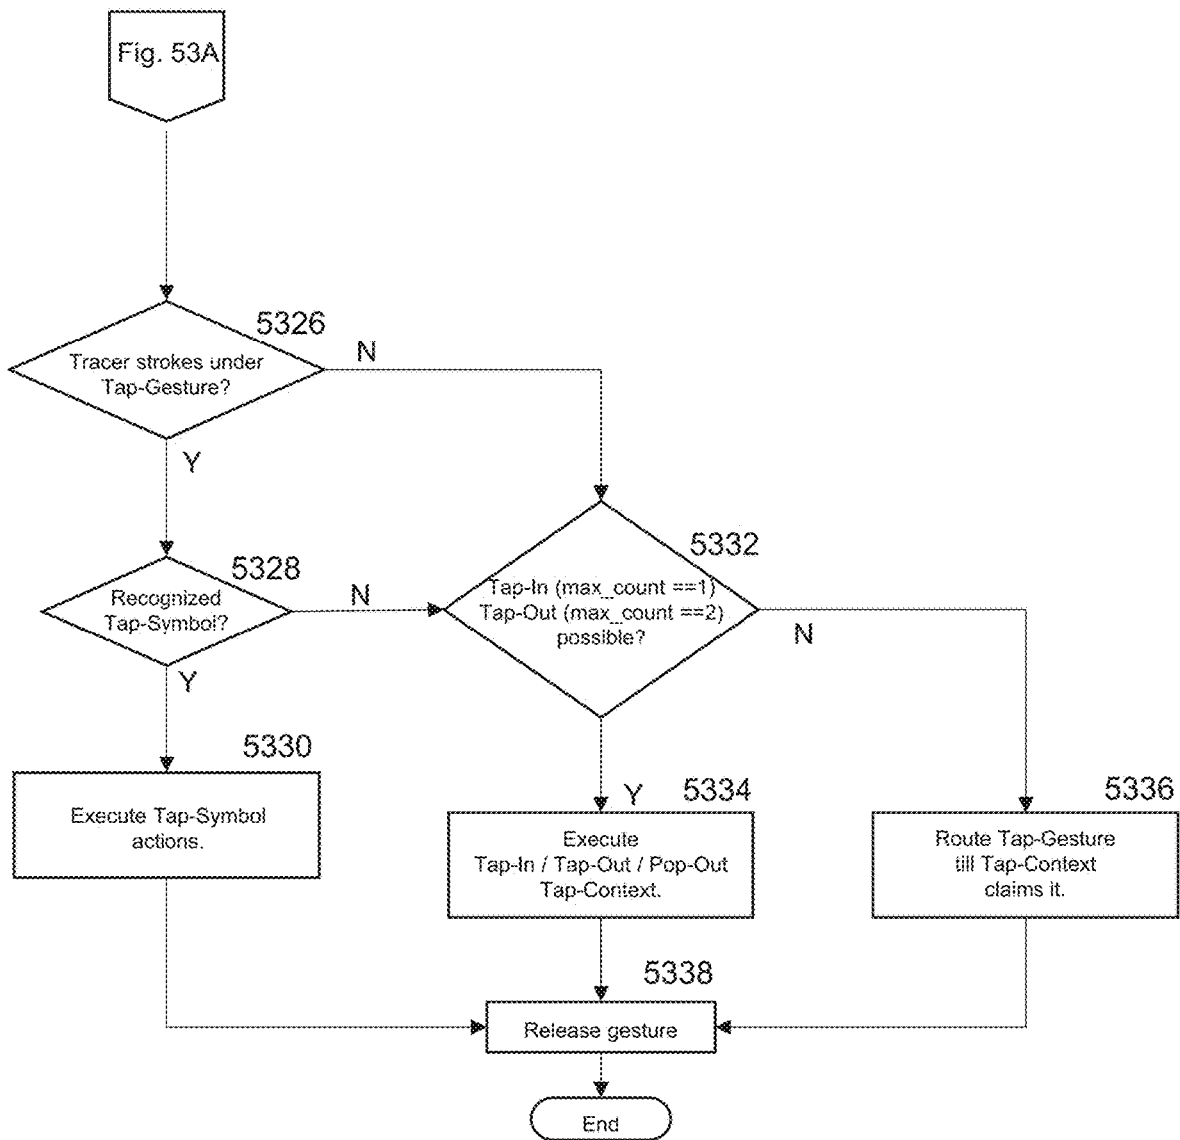 Fig. 53A
5326
Tracer strokes under
Tap-Gesture?
N
Y
5328
Recognized
Tap-Symbol?
N
Y
5332
Tap-In (max_count ==1)
Tap-Out (max_count ==2)
possible?
N
Y
5330
Execute Tap-Symbol
actions.
5334
Execute
Tap-In / Tap-Out / Pop-Out
Tap-Context.
5336
Route Tap-Gesture
till Tap-Context
claims it.
5338
Release gesture
End